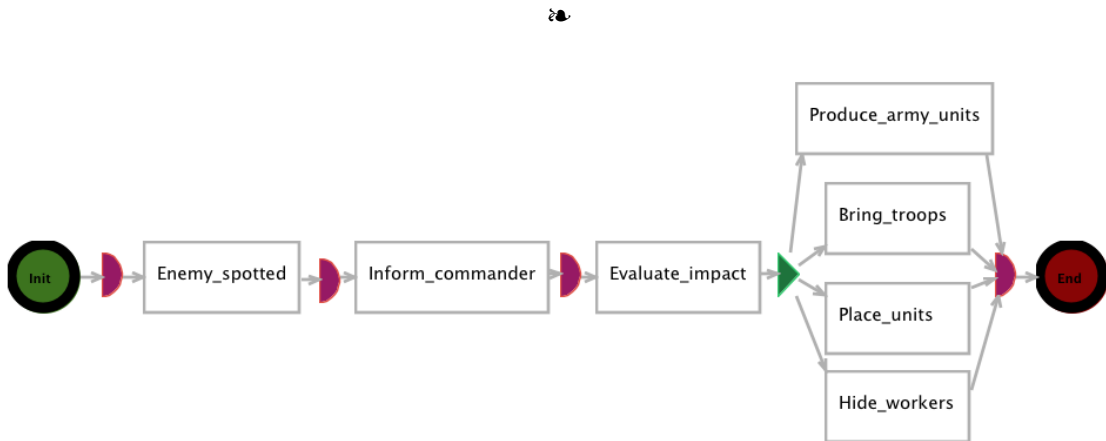 Init
Enemy_spotted
Inform_commander
Evaluate_impact
Produce_army_units
Bring_troops
Place_units
Hide_workers
End